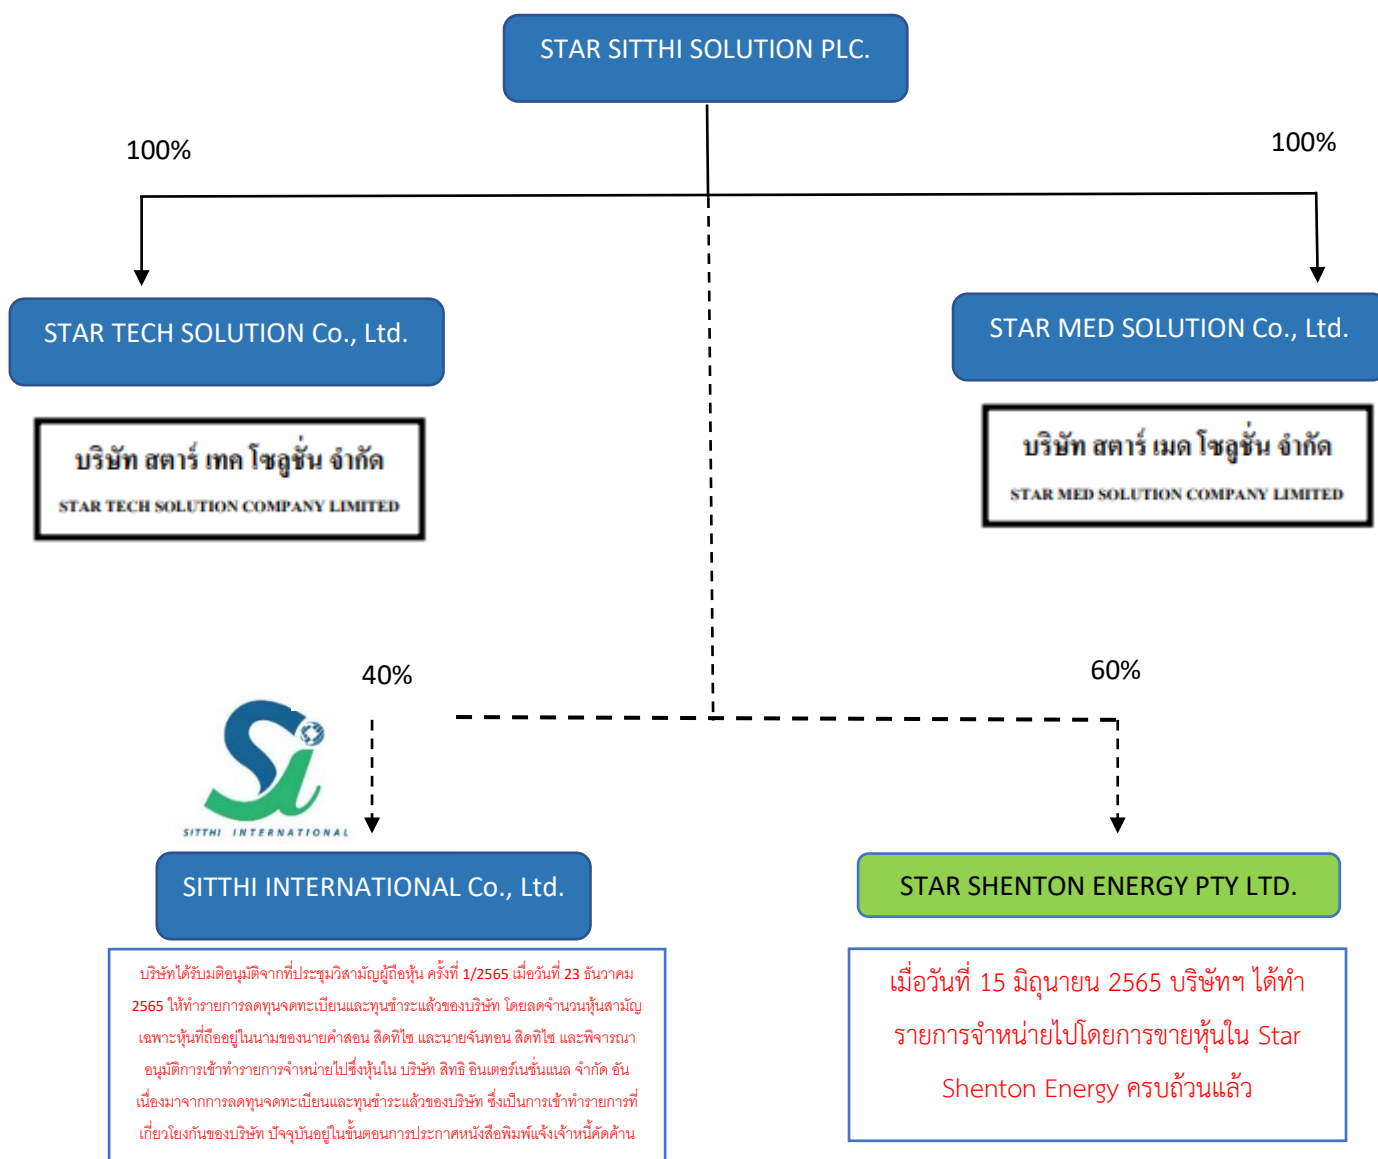 STAR SITTHI SOLUTION PLC.
100%
100%
STAR TECH SOLUTION Co., Ltd.
STAR MED SOLUTION Co., Ltd.
บริษัท สตาร์ เทค โซลูชั่น จำกัด
STAR TECH SOLUTION COMPANY LIMITED
บริษัท สตาร์ เมด โซลูชั่น จำกัด
STAR MED SOLUTION COMPANY LIMITED
40%
60%
Si
SITTHI INTERNATIONAL
SITTHI INTERNATIONAL Co., Ltd.
STAR SHENTON ENERGY PTY LTD.
บริษัทได้รับมติอนุมัติจากที่ประชุมวิสามัญผู้ถือหุ้น ครั้งที่ 1/2565 เมื่อวันที่ 23 ธันวาคม
2565 ให้ทำรายการลดทุนจดทะเบียนและทุนชำระแล้วของบริษัท โดยลดจำนวนหุ้นสามัญ
เฉพาะหุ้นที่ถืออยู่ในนามของนายคำสอน สิดทิไซ และนายจันทอน สิดทิไซ และพิจารณา
อนุมัติการเข้าทำรายการจำหน่ายไปซึ่งหุ้นใน บริษัท สิทธิ อินเตอร์เนชั่นแนล จำกัด อัน
เนื่องมาจากการลดทุนจดทะเบียนและทุนชำระแล้วของบริษัท ซึ่งเป็นการเข้าทำรายการที่
เกี่ยวโยงกันของบริษัท ปัจจุบันอยู่ในขั้นตอนการประกาศหนังสือพิมพ์แจ้งเจ้าหนี้คัดค้าน
เมื่อวันที่ 15 มิถุนายน 2565 บริษัทฯ ได้ทำ
รายการจำหน่ายไปโดยการขายหุ้นใน Star
Shenton Energy ครบถ้วนแล้ว